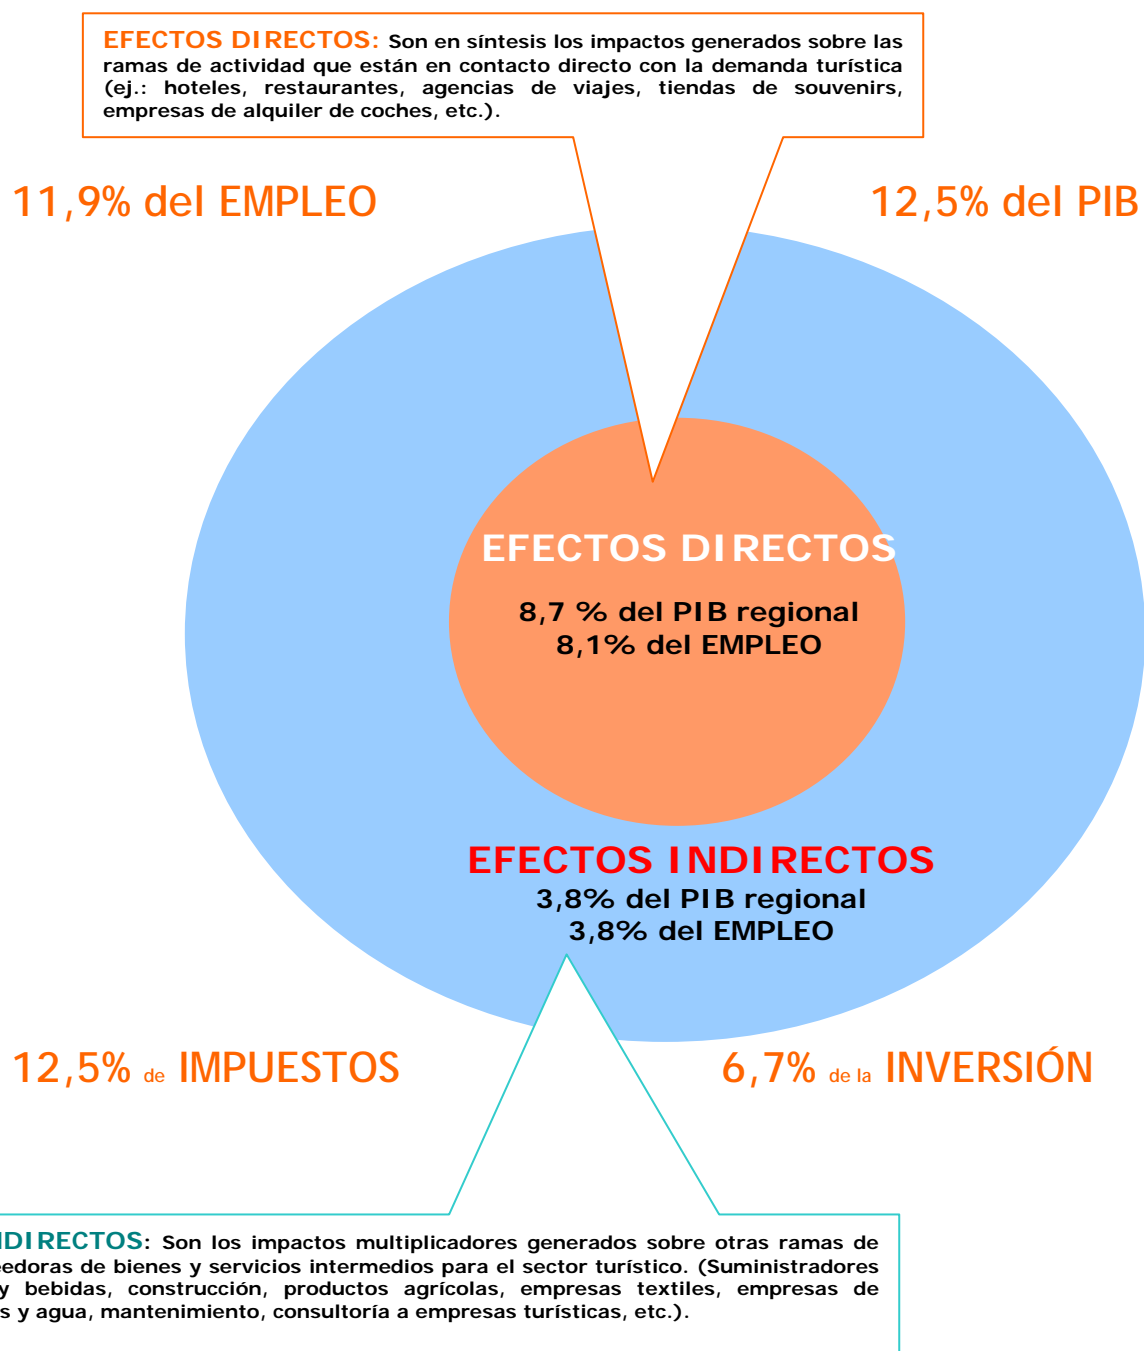 EFECTOS DIRECTOS: Son en síntesis los impactos generados sobre las
ramas de actividad que están en contacto directo con la demanda turística
(ej.: hoteles, restaurantes, agencias de viajes, tiendas de souvenirs,
empresas de alquiler de coches, etc.).
11,9% del EMPLEO
12,5% del PIB
EFECTOS DIRECTOS
8,7 % del PIB regional
8,1% del EMPLEO
EFECTOS INDIRECTOS
3,8% del PIB regional
3,8% del EMPLEO
12,5% de IMPUESTOS
6,7% de la INVERSIÓN
NDIRECTOS: Son los impactos multiplicadores generados sobre otras ramas de
eedoras de bienes y servicios intermedios para el sector turístico. (Suministradores
y bebidas, construcción, productos agrícolas, empresas textiles, empresas de
s y agua, mantenimiento, consultoría a empresas turísticas, etc.).